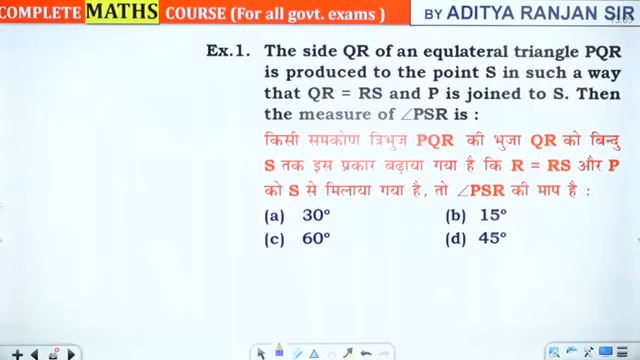 COMPLETE MATHS COURSE (For all govt. exams)
BY ADITYA RANJAN SIR
Ex.1. The side QR of an equlateral triangle PQR
is produced to the point S in such a way
that QR = RS and P is joined to S. Then
the measure of ∠PSR is :
किसी समकोण त्रिभुज PQR की भुजा QR को बिन्दु
S तक इस प्रकार बढ़ाया गया है कि R = RS और P
को S से मिलाया गया है, तो ∠PSR की माप है :
(a) 30° (b) 15°
(c) 60° (d) 45°